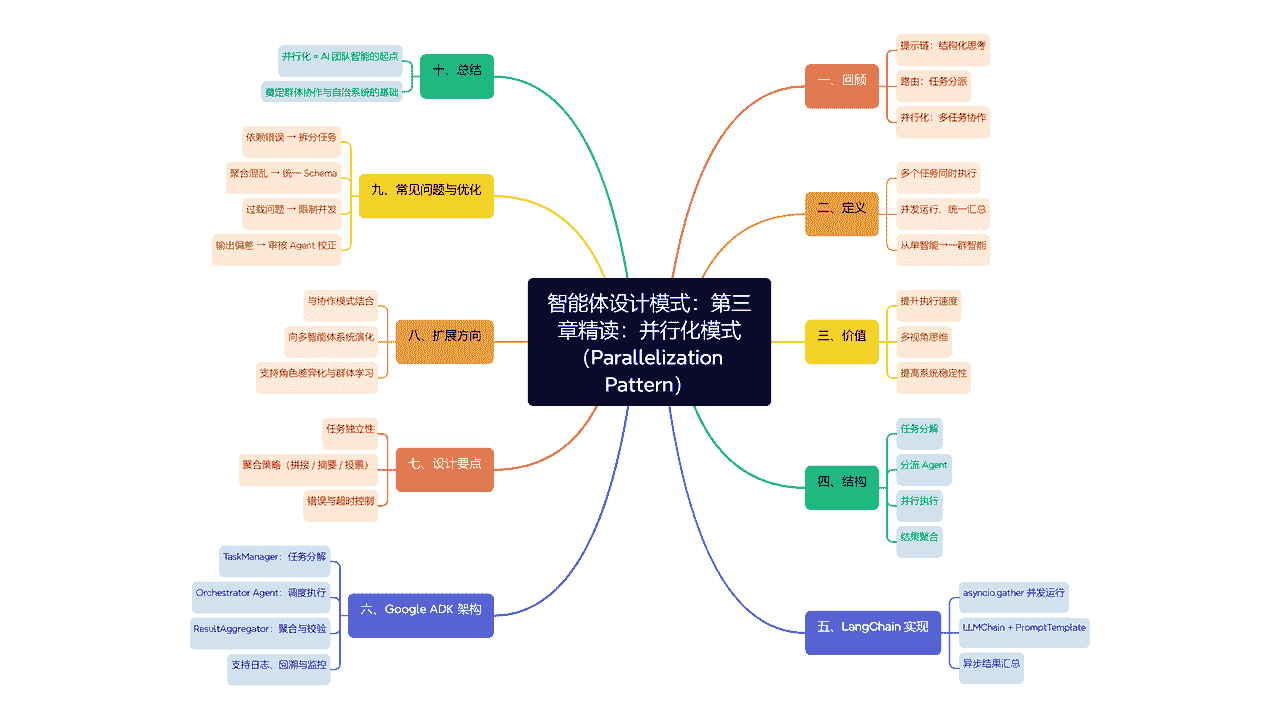 智能体设计模式：第三
章精读：并行化模式
（Parallelization
Pattern）
一、回顾
提示链：结构化思考
路由：任务分派
并行化：多任务协作
二、定义
多个任务同时执行
并发运行，统一汇总
从单智能→一群智能
三、价值
提升执行速度
多视角思维
提高系统稳定性
四、结构
任务分解
分流 Agent
并行执行
结果聚合
五、LangChain 实现
asyncio.gather 并发运行
LLMChain + PromptTemplate
异步结果汇总
六、Google ADK 架构
TaskManager：任务分解
Orchestrator Agent：调度执行
ResultAggregator：聚合与校验
支持日志、回溯与监控
七、设计要点
任务独立性
聚合策略（拼接 / 摘要 / 投票）
错误与超时控制
八、扩展方向
与协作模式结合
向多智能体系统演化
支持角色差异化与群体学习
九、常见问题与优化
依赖错误 → 拆分任务
聚合混乱 → 统一 Schema
过载问题 → 限制并发
输出偏差 → 审核 Agent 校正
十、总结
并行化 = AI 团队智能的起点
奠定群体协作与自治系统的基础